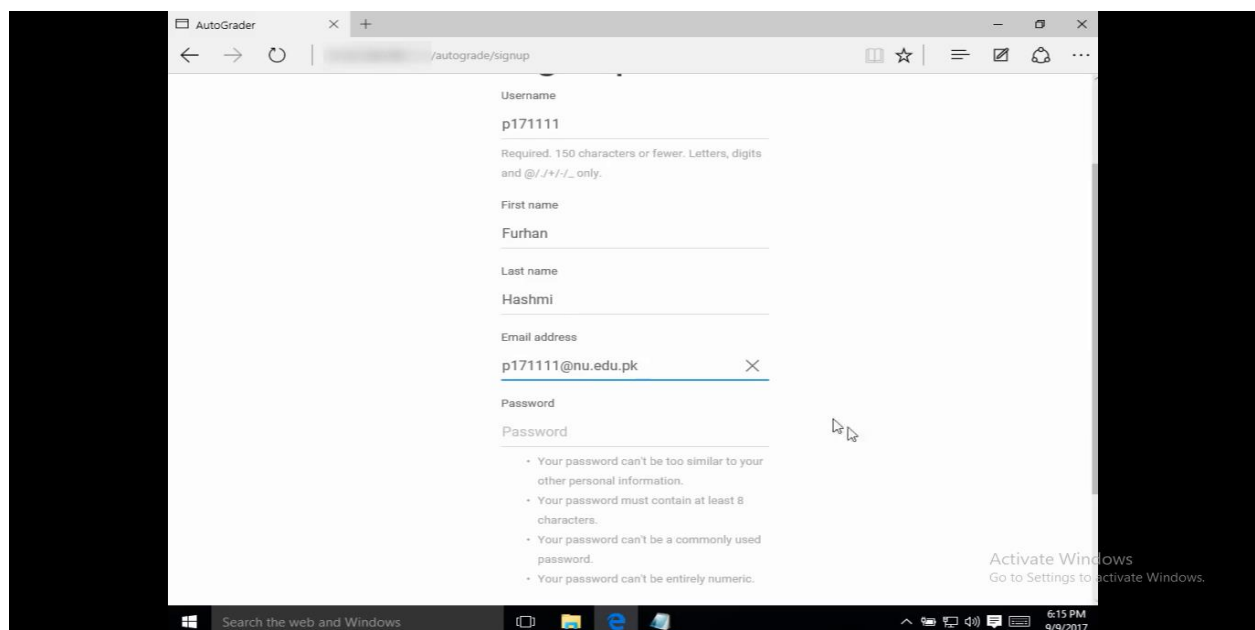 AutoGrader
/autograde/signup
Username
p171111
Required. 150 characters or fewer. Letters, digits
and @/./+/-/_ only.
First name
Furhan
Last name
Hashmi
Email address
p171111@nu.edu.pk
Password
Password
• Your password can't be too similar to your
other personal information.
• Your password must contain at least 8
characters.
• Your password can't be a commonly used
password.
• Your password can't be entirely numeric.
Activate Windows
Go to Settings to activate Windows.
Search the web and Windows
6:15 PM
9/9/2017